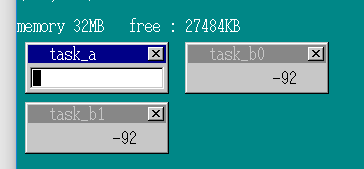 memory 32MB free : 27484KB
task_a
task_b0
-92
task_b1
-92